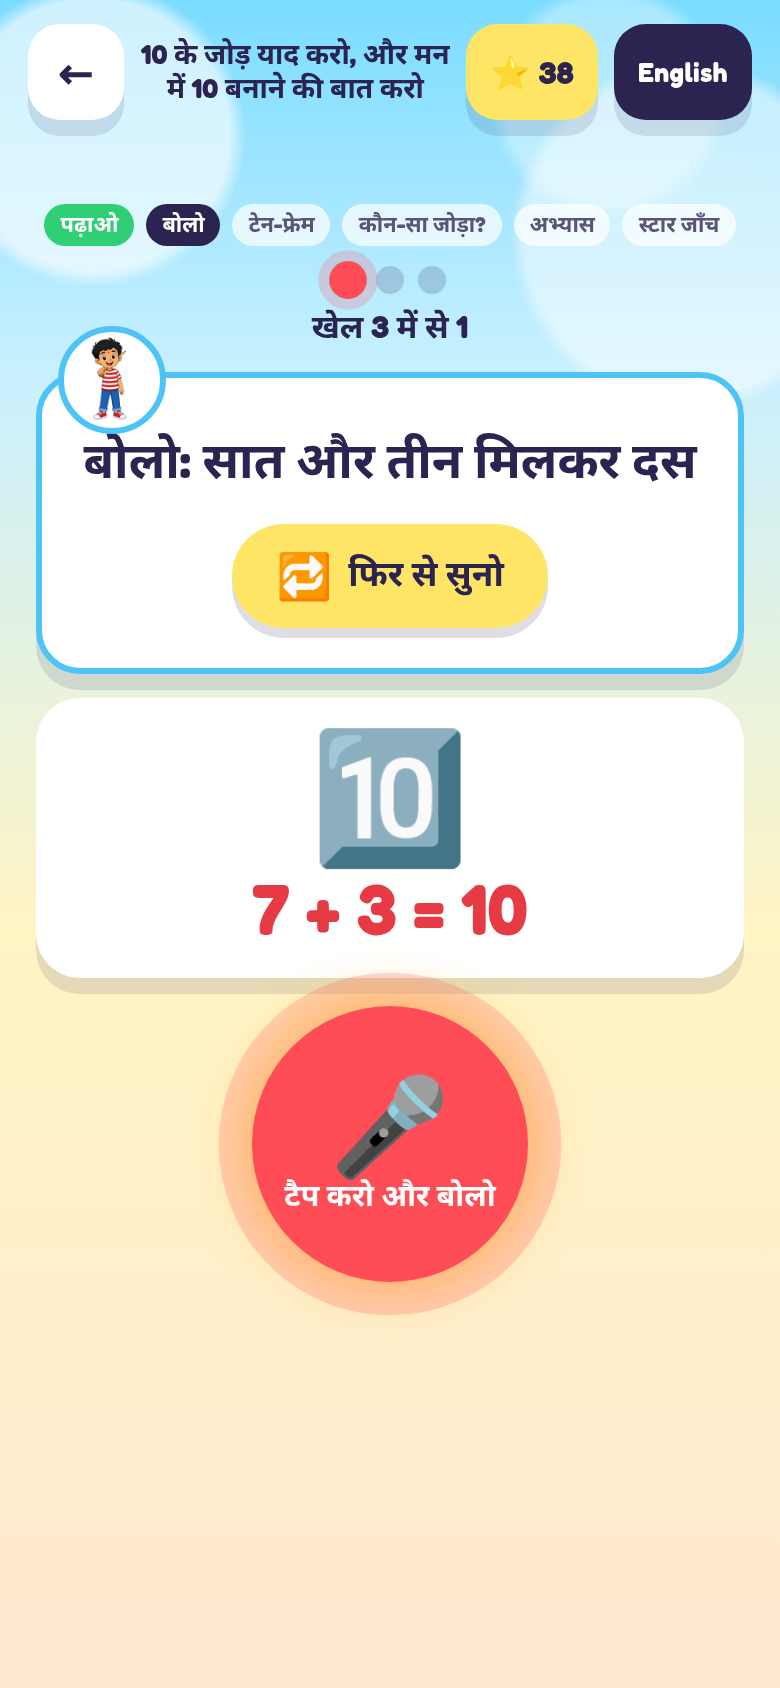 ←
10 के जोड़ याद करो, और मन
में 10 बनाने की बात करो
⭐ 38
English
पढ़ाओ
बोलो
टेन-फ्रेम
कौन-सा जोड़ा?
अभ्यास
स्टार जाँच
खेल 3 में से 1
बोलो: सात और तीन मिलकर दस
🔁 फिर से सुनो
🔟
7 + 3 = 10
🎤
टैप करो और बोलो